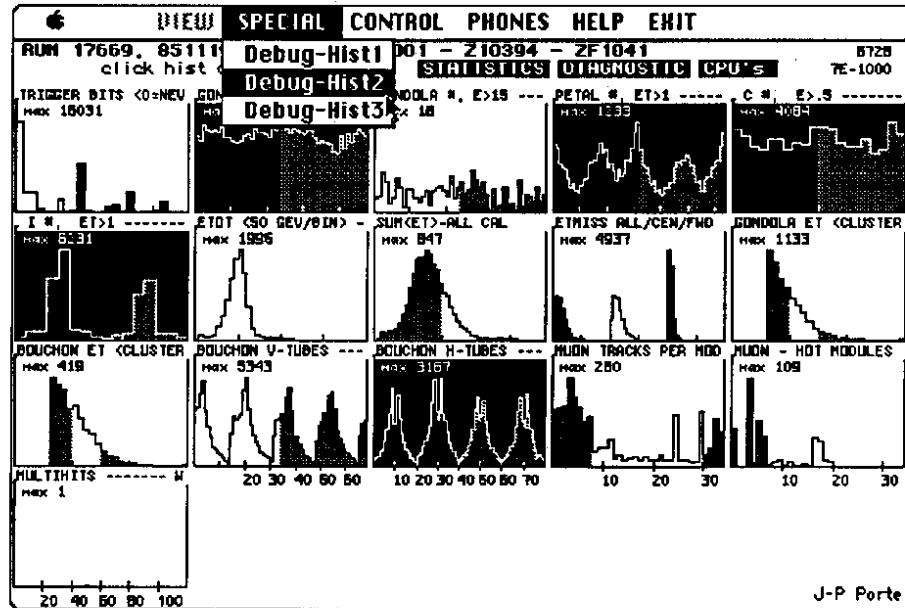 VIEW SPECIAL CONTROL PHONES HELP EXIT
RUN 17669, 85111 001 - Z10394 - ZF1041 6728
click hist STATISTICS DIAGNOSTIC CPU's 7E-1000
Debug-Hist1
Debug-Hist2
Debug-Hist3
TRIGGER BITS <0=NEV GON NDOLA #, E>15 --- PETAL #, ET>1 ----- C #, E>.5 -------
MAX 16031 18 MAX 1333 MAX 4084
I #, ET>1 ------- ETOT <50 GEV/BIN> - SUM<ET>-ALL CAL ETMISS ALL/CEN/FWD GONDOLA ET <CLUSTER
MAX 6231 MAX 1996 MAX 847 MAX 4937 MAX 1133
BOUCHON ET <CLUSTER BOUCHON V-TUBES --- BOUCHON H-TUBES --- MUON TRACKS PER MOD MUON - HOT MODULES
MAX 419 MAX 5343 MAX 3167 MAX 280 MAX 109
20 30 40 50 60 10 20 30 40 50 60 70 10 20 30 10 20 30
MULTIHITS ------- W
MAX 1
20 40 60 80 100
J-P Porte